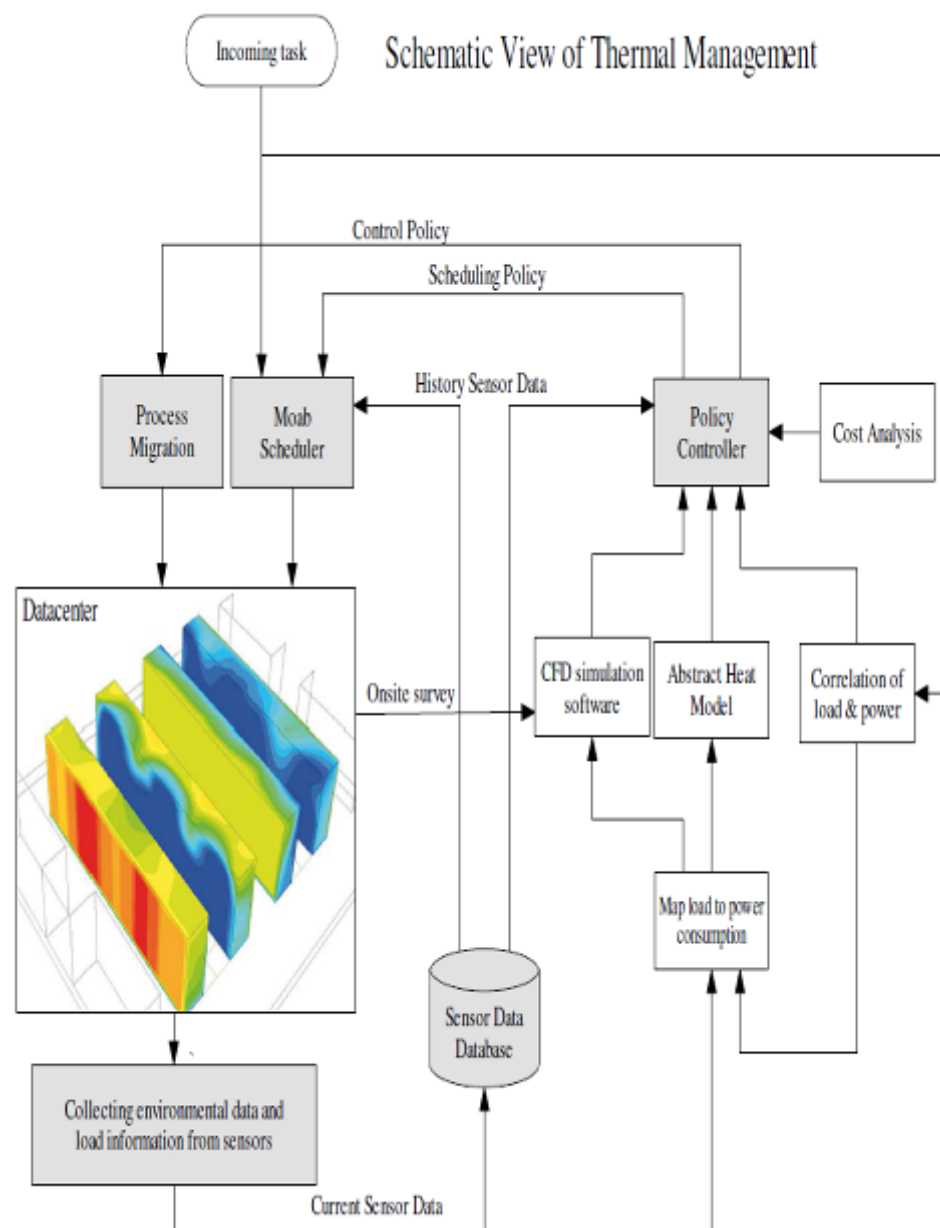 Incoming task
Schematic View of Thermal Management
Control Policy
Scheduling Policy
History Sensor Data
Process
Migration
Moab
Scheduler
Policy
Controller
Cost Analysis
Datacenter
Onsite survey
CFD simulation
software
Abstract Heat
Model
Correlation of
load & power
Map load to power
consumption
Sensor Data
Database
Collecting environmental data and
load information from sensors
Current Sensor Data